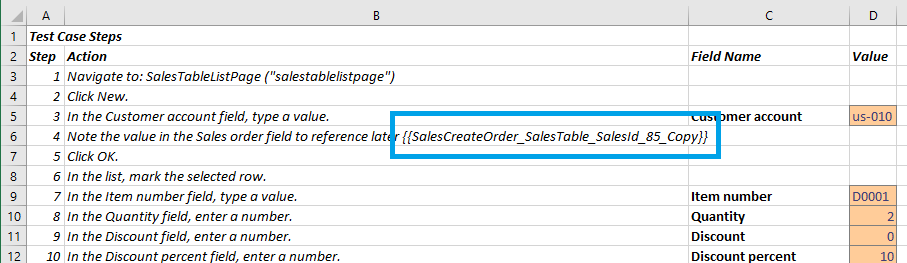 A B C D
1 Test Case Steps
2 Step Action Field Name Value
3 1 Navigate to: SalesTableListPage ("salestablelistpage")
4 2 Click New.
5 3 In the Customer account field, type a value. Customer account us-010
6 4 Note the value in the Sales order field to reference later {{SalesCreateOrder_SalesTable_SalesId_85_Copy}}
7 5 Click OK.
8 6 In the list, mark the selected row.
9 7 In the Item number field, type a value. Item number D0001
10 8 In the Quantity field, enter a number. Quantity 2
11 9 In the Discount field, enter a number. Discount 0
12 10 In the Discount percent field, enter a number. Discount percent 10